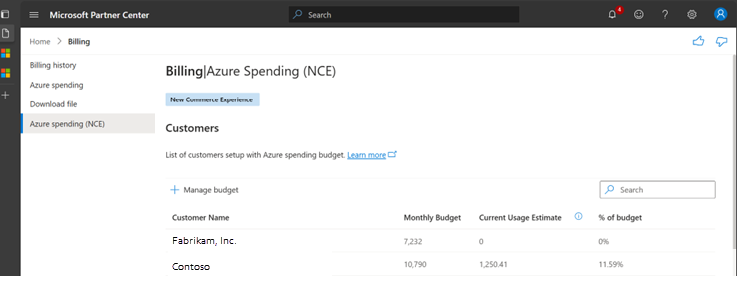 Microsoft Partner Center
Search
4
?
Home > Billing
Billing history
Azure spending
Download file
Azure spending (NCE)
Billing|Azure Spending (NCE)
New Commerce Experience
Customers
List of customers setup with Azure spending budget. Learn more
+ Manage budget
Search
Customer Name Monthly Budget Current Usage Estimate % of budget
Fabrikam, Inc. 7,232 0 0%
Contoso 10,790 1,250.41 11.59%